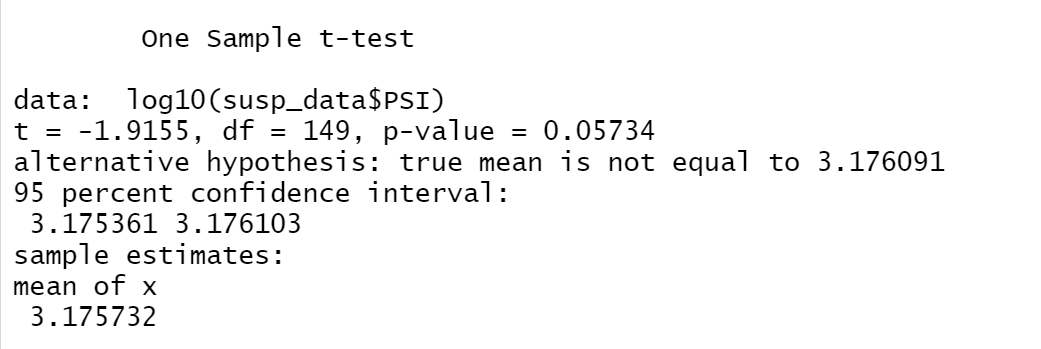 One Sample t-test
data: log10(susp_data$PSI)
t = -1.9155, df = 149, p-value = 0.05734
alternative hypothesis: true mean is not equal to 3.176091
95 percent confidence interval:
3.175361 3.176103
sample estimates:
mean of x
3.175732